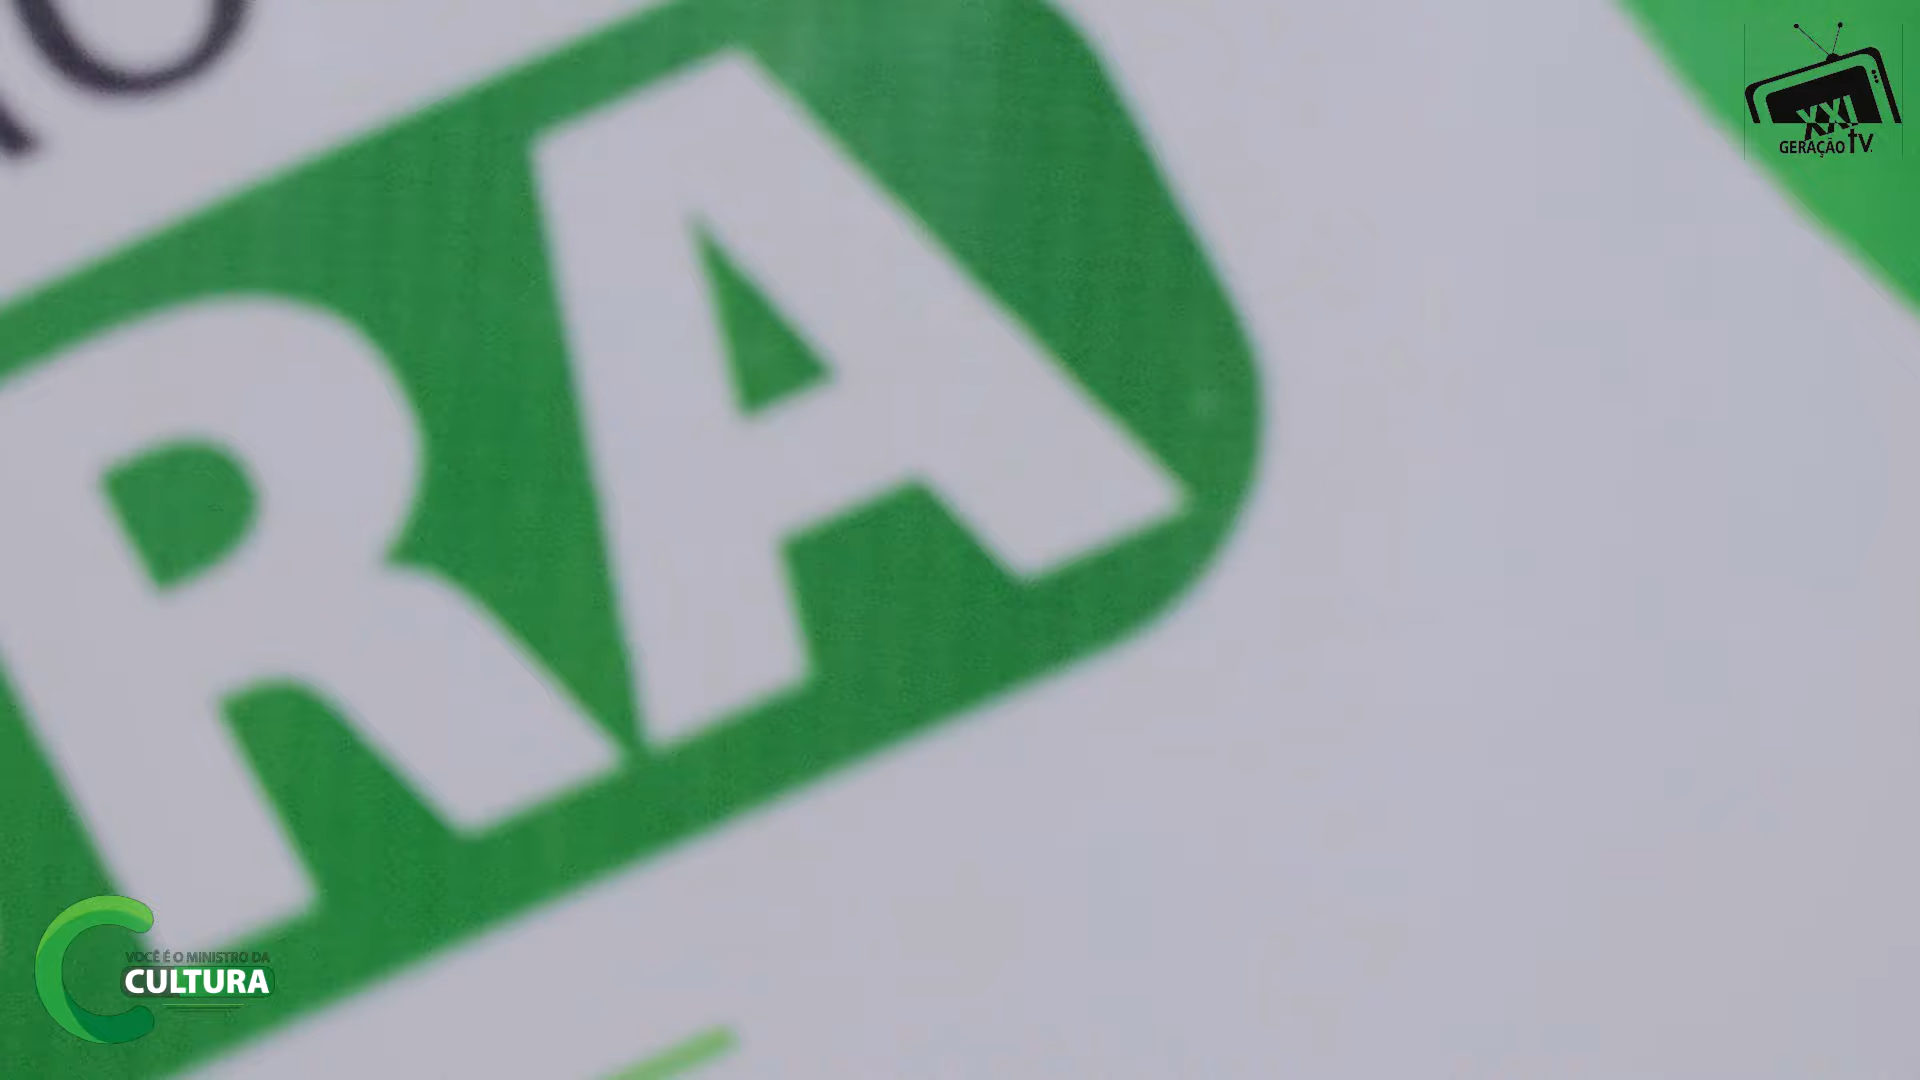 XXI
GERAÇÃO TV
RA
VOCÊ É O MINISTRO DA
CULTURA